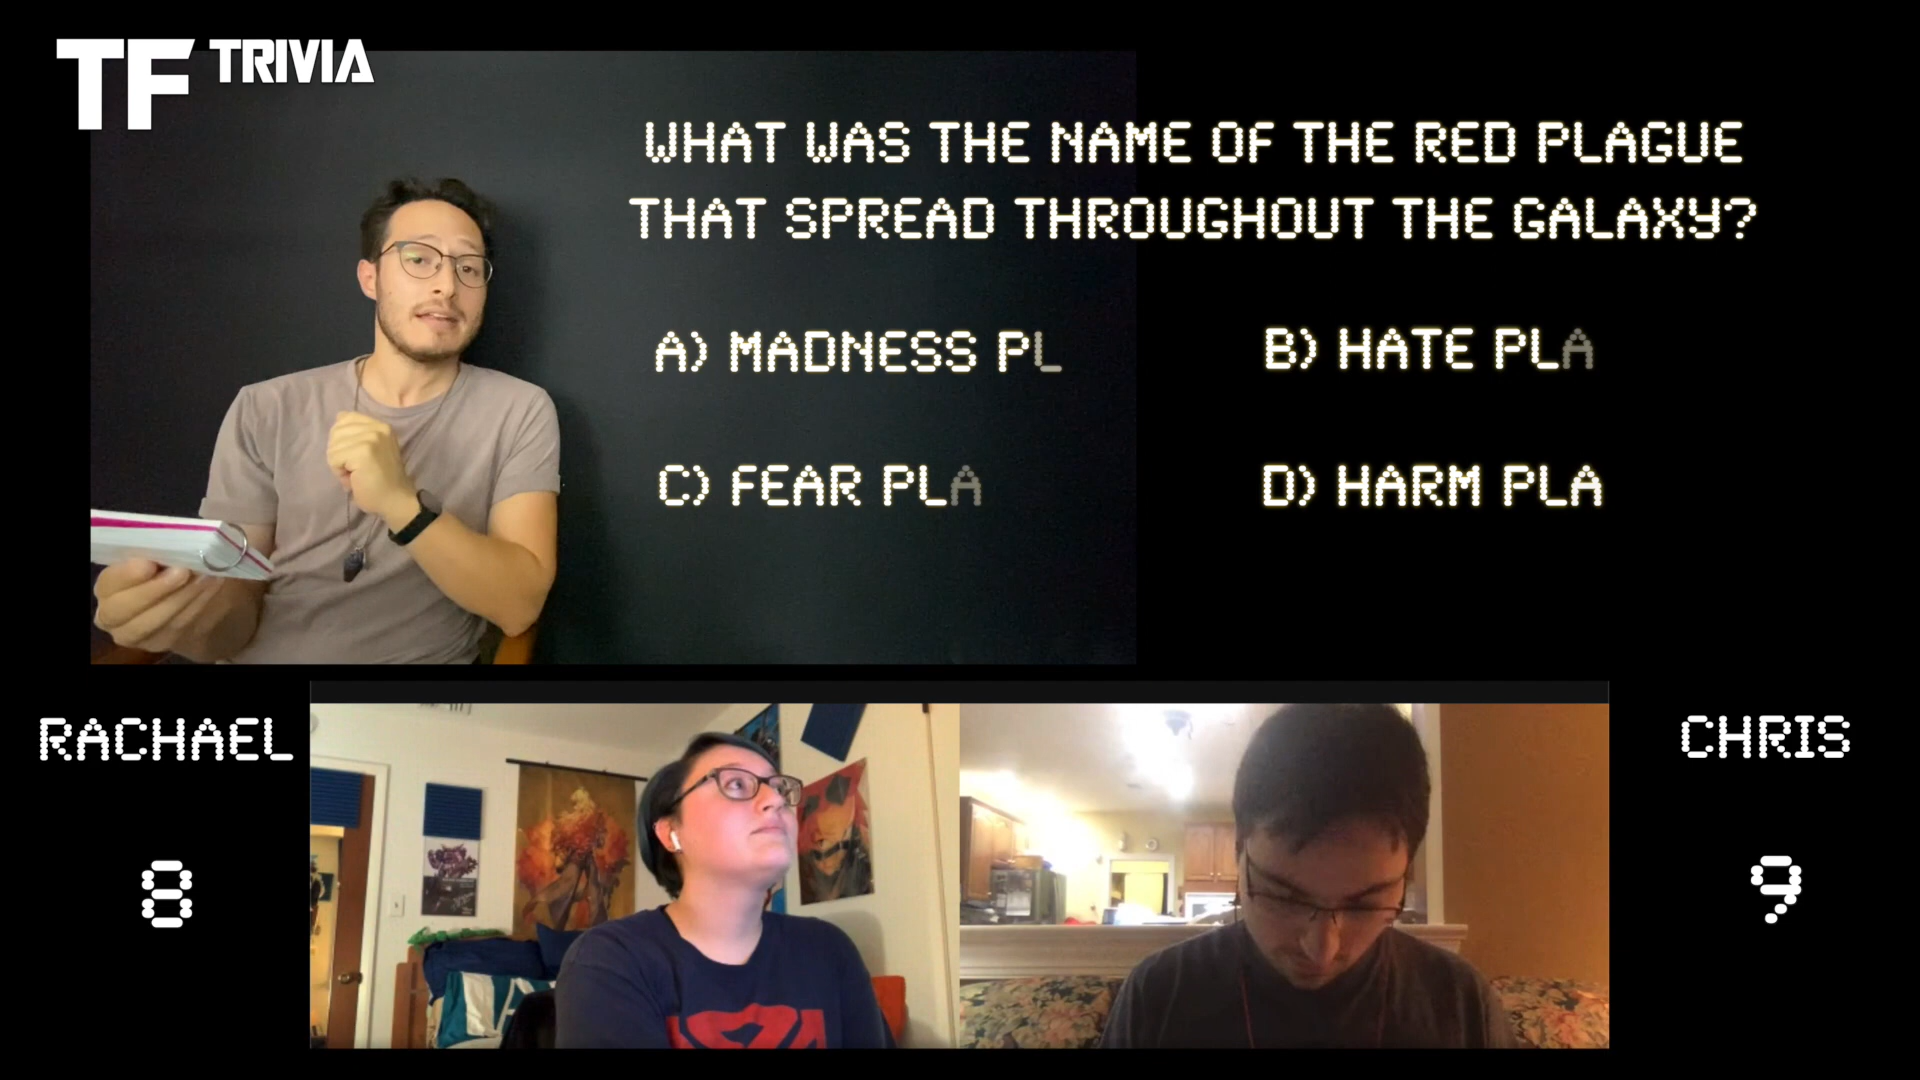 TF TRIVIA
WHAT WAS THE NAME OF THE RED PLAGUE
THAT SPREAD THROUGHOUT THE GALAXY?
A) MADNESS PL
B) HATE PLA
C) FEAR PLA
D) HARM PLA
RACHAEL
CHRIS
8
9